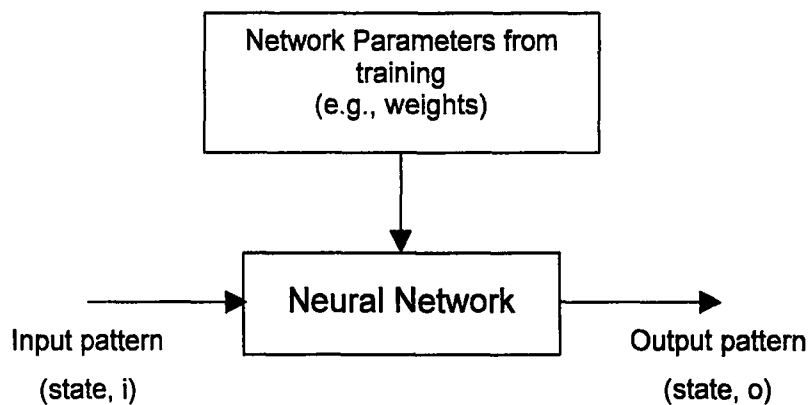 Network Parameters from
training
(e.g., weights)
Neural Network
Input pattern
(state, i)
Output pattern
(state, o)